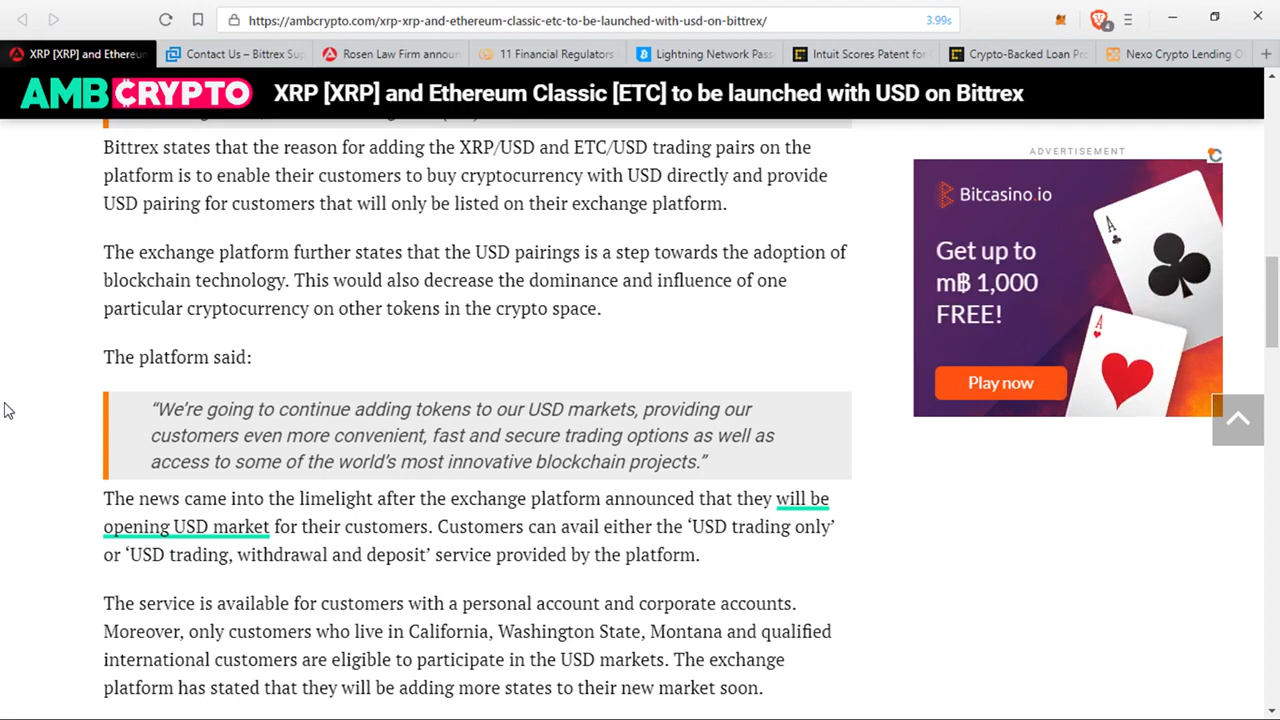 https://ambcrypto.com/xrp-xrp-and-ethereum-classic-etc-to-be-launched-with-usd-on-bittrex/
3.99s
4
XRP [XRP] and Ethereu
Contact Us – Bittrex Sup
Rosen Law Firm annou
11 Financial Regulators
Lightning Network Pass
Intuit Scores Patent for
Crypto-Backed Loan Pr
Nexo Crypto Lending
AMBCRYPTO
XRP [XRP] and Ethereum Classic [ETC] to be launched with USD on Bittrex
Bittrex states that the reason for adding the XRP/USD and ETC/USD trading pairs on the
platform is to enable their customers to buy cryptocurrency with USD directly and provide
USD pairing for customers that will only be listed on their exchange platform.
The exchange platform further states that the USD pairings is a step towards the adoption of
blockchain technology. This would also decrease the dominance and influence of one
particular cryptocurrency on other tokens in the crypto space.
The platform said:
“We’re going to continue adding tokens to our USD markets, providing our
customers even more convenient, fast and secure trading options as well as
access to some of the world’s most innovative blockchain projects.”
The news came into the limelight after the exchange platform announced that they will be
opening USD market for their customers. Customers can avail either the ‘USD trading only’
or ‘USD trading, withdrawal and deposit’ service provided by the platform.
The service is available for customers with a personal account and corporate accounts.
Moreover, only customers who live in California, Washington State, Montana and qualified
international customers are eligible to participate in the USD markets. The exchange
platform has stated that they will be adding more states to their new market soon.
ADVERTISEMENT
Bitcasino.io
Get up to
m₿ 1,000
FREE!
Play now
A
A